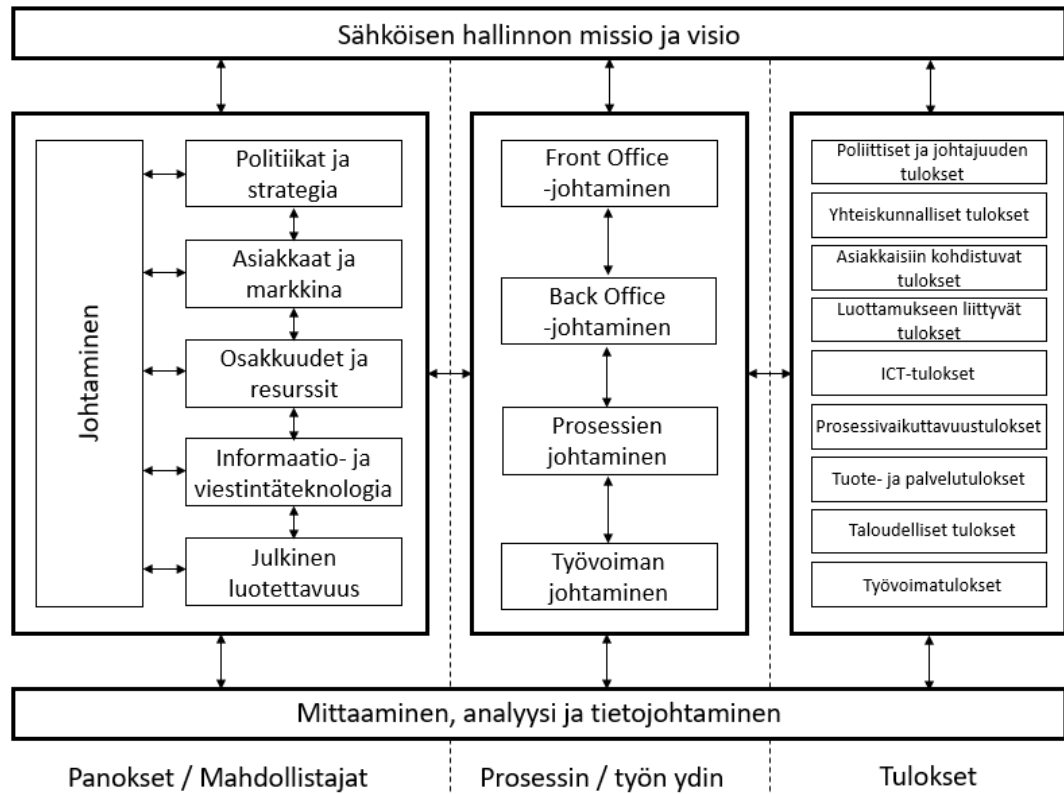 Sähköisen hallinnon missio ja visio
Johtaminen
Politiikat ja
strategia
Asiakkaat ja
markkina
Osakkuudet ja
resurssit
Informaatio- ja
viestintäteknologia
Julkinen
luotettavuus
Front Office
-johtaminen
Back Office
-johtaminen
Prosessien
johtaminen
Työvoiman
johtaminen
Poliittiset ja johtajuuden
tulokset
Yhteiskunnalliset tulokset
Asiakkaisiin kohdistuvat
tulokset
Luottamukseen liittyvät
tulokset
ICT-tulokset
Prosessivaikuttavuustulokset
Tuote- ja palvelutulokset
Taloudelliset tulokset
Työvoimatulokset
Mittaaminen, analyysi ja tietojohtaminen
Panokset / Mahdollistajat
Prosessin / työn ydin
Tulokset